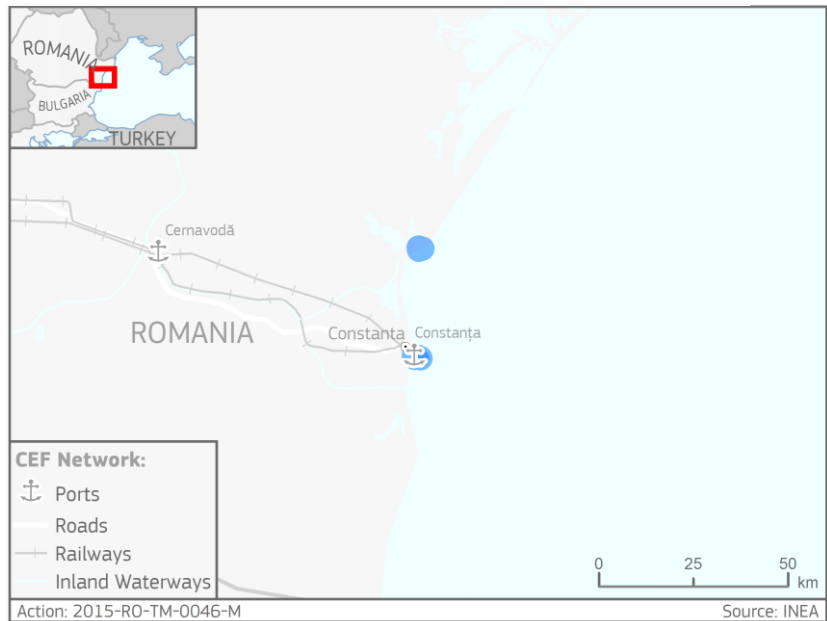 ROMANIA
BULGARIA
TURKEY
Cernavodă
ROMANIA
Constanta
Constanța
CEF Network:
Ports
Roads
Railways
Inland Waterways
0 25 50
km
Action: 2015-RO-TM-0046-M
Source: INEA